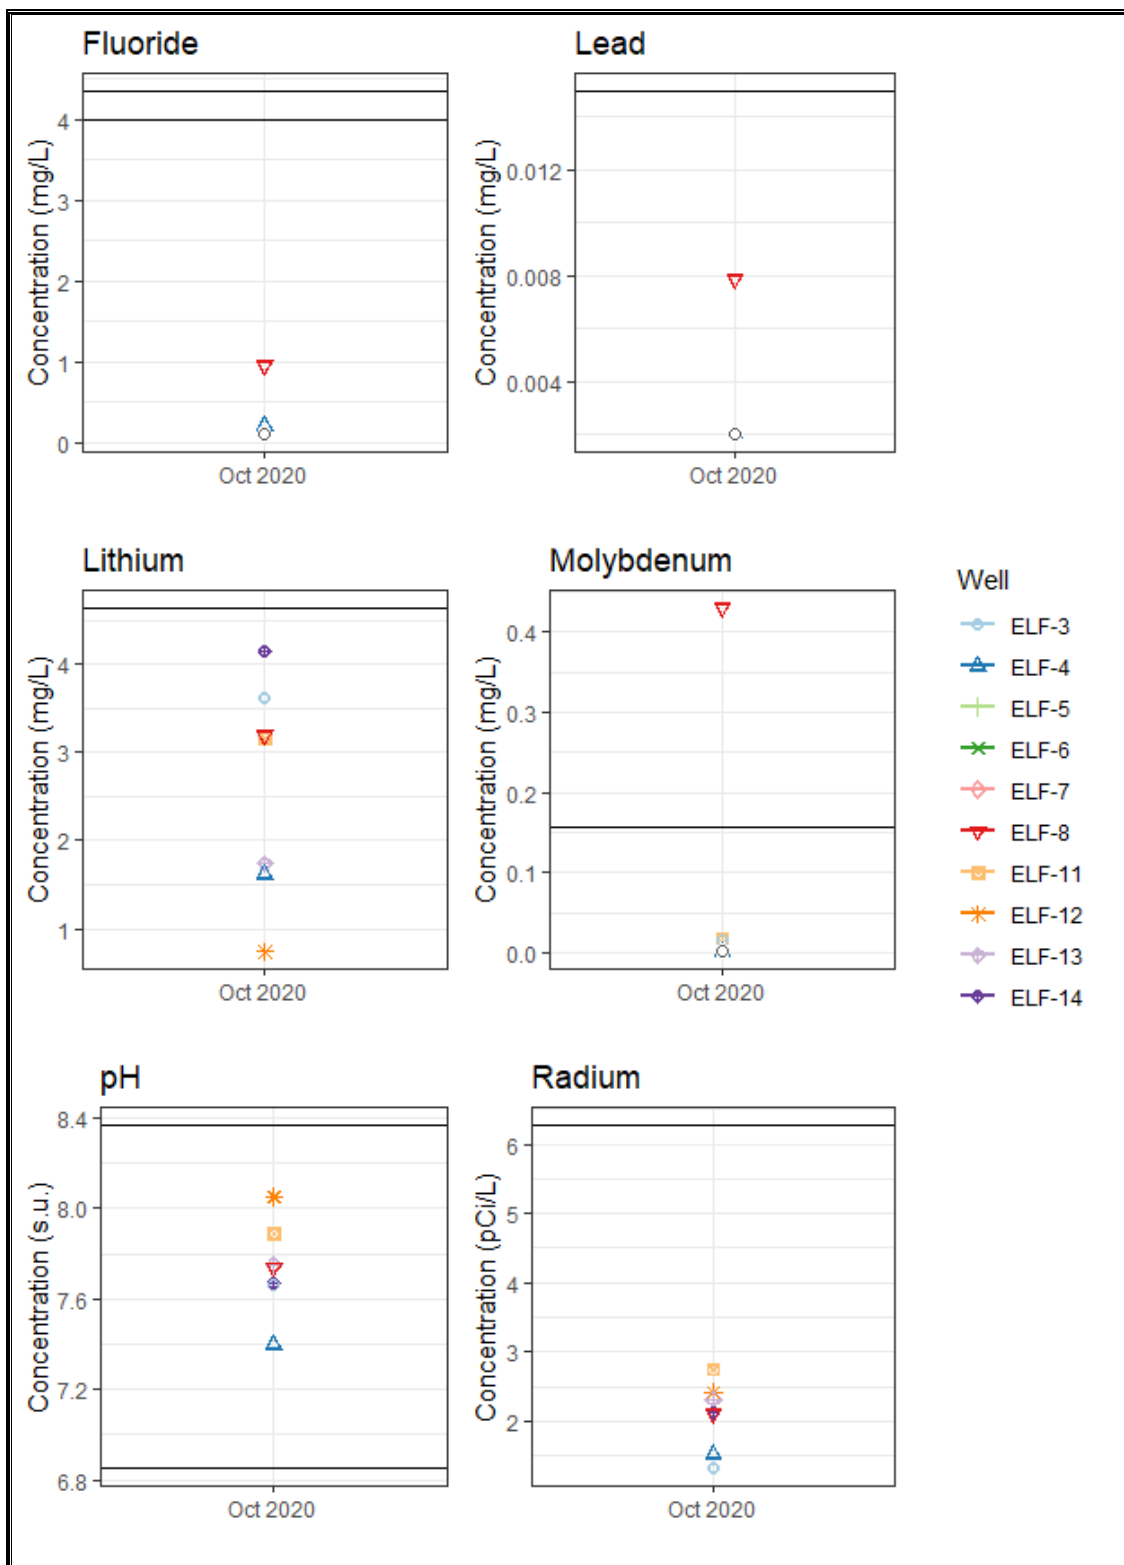 Fluoride
Concentration (mg/L)
4
3
2
1
0
Oct 2020
Lead
Concentration (mg/L)
0.012
0.008
0.004
Oct 2020
Lithium
Concentration (mg/L)
4
3
2
1
Oct 2020
Molybdenum
Concentration (mg/L)
0.4
0.3
0.2
0.1
0.0
Oct 2020
Well
ELF-3
ELF-4
ELF-5
ELF-6
ELF-7
ELF-8
ELF-11
ELF-12
ELF-13
ELF-14
pH
Concentration (s.u.)
8.4
8.0
7.6
7.2
6.8
Oct 2020
Radium
Concentration (pCi/L)
6
5
4
3
2
Oct 2020